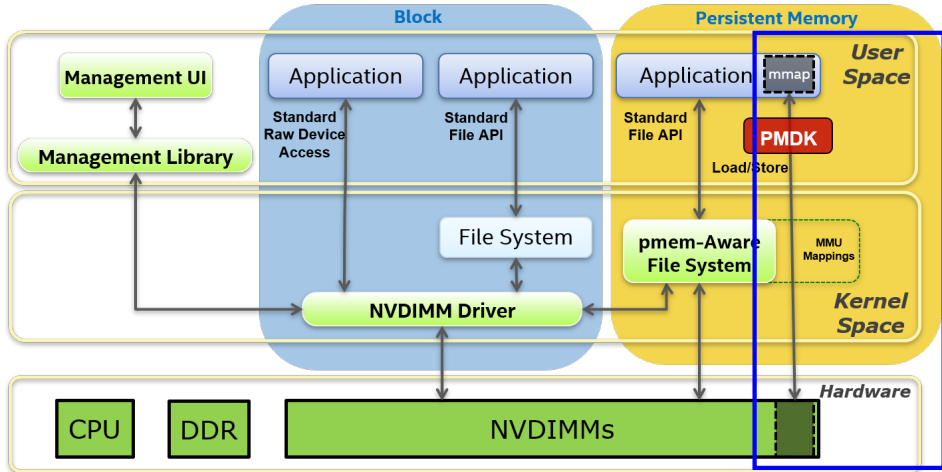 Block
Persistent Memory
User
Space
Management UI
Application
Application
Application
mmap
Standard
Raw Device
Access
Standard
File API
Standard
File API
PMDK
Load/Store
Management Library
File System
pmem-Aware
File System
MMU
Mappings
NVDIMM Driver
Kernel
Space
Hardware
CPU
DDR
NVDIMMs